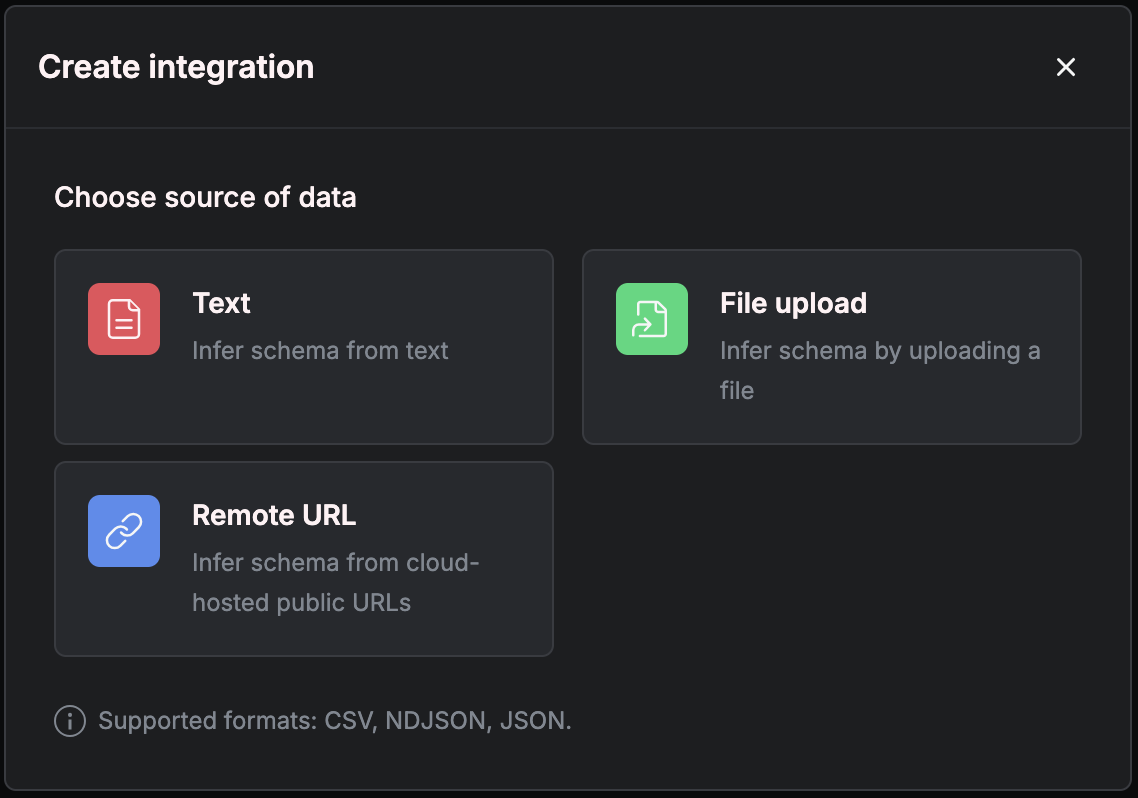 Create integration
Choose source of data
Text
Infer schema from text
File upload
Infer schema by uploading a
file
Remote URL
Infer schema from cloud-
hosted public URLs
Supported formats: CSV, NDJSON, JSON.